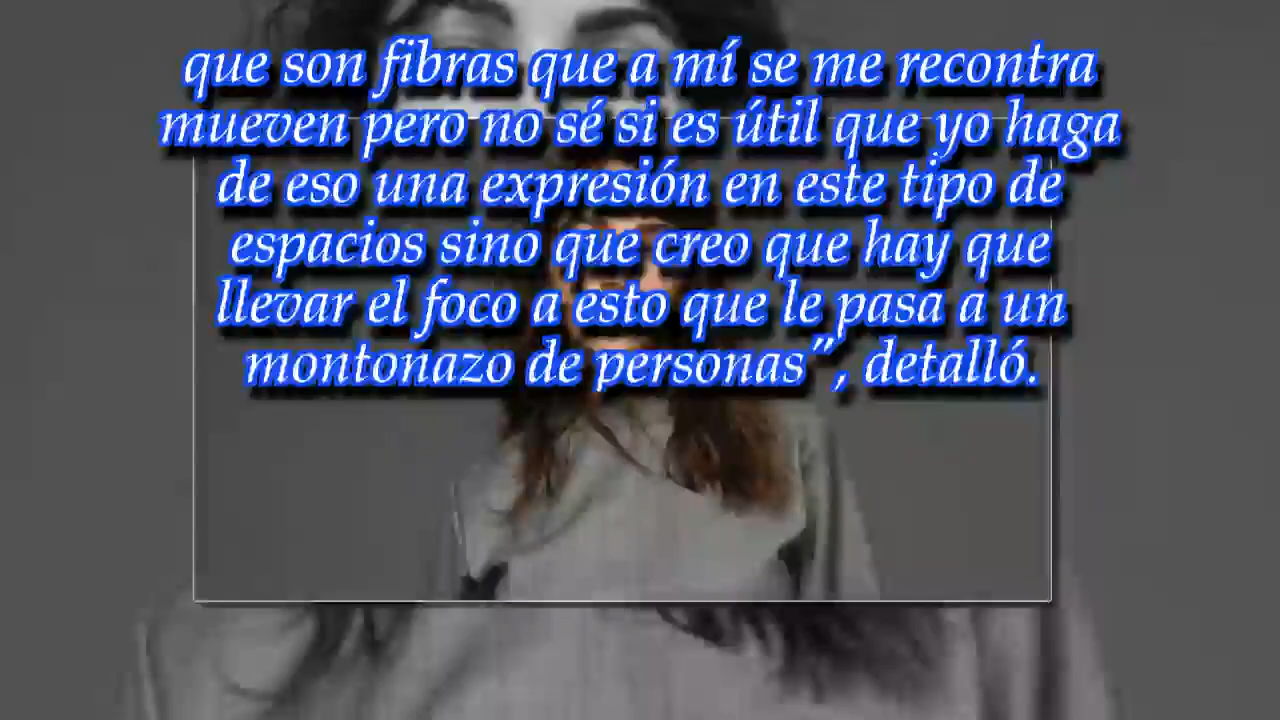 que son fibras que a mí se me recontra
mueven pero no sé si es útil que yo haga
de eso una expresión en este tipo de
espacios sino que creo que hay que
llevar el foco a esto que le pasa a un
montonazo de personas”, detalló.